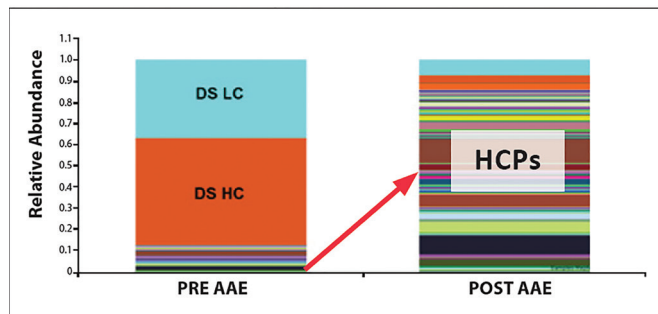 Relative Abundance
1.1
1.0
0.9
0.8
0.7
0.6
0.5
0.4
0.3
0.2
0.1
0
DS LC
DS HC
HCPs
PRE AAE
POST AAE